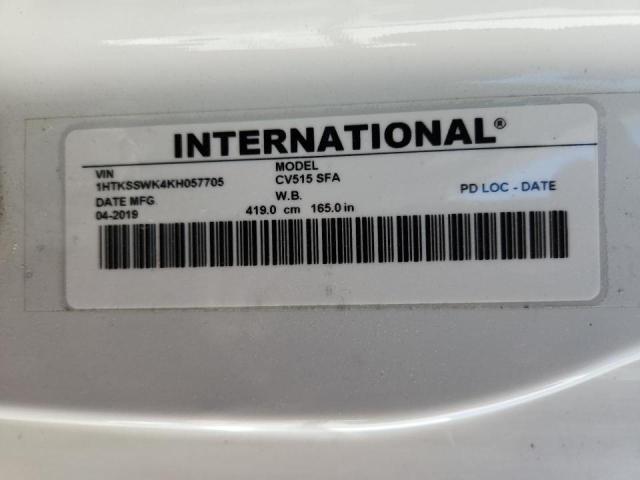 INTERNATIONAL®
VIN
1HTKSSWK4KH057705
MODEL
CV515 SFA
DATE MFG.
04-2019
W.B.
419.0 cm 165.0 in
PD LOC - DATE